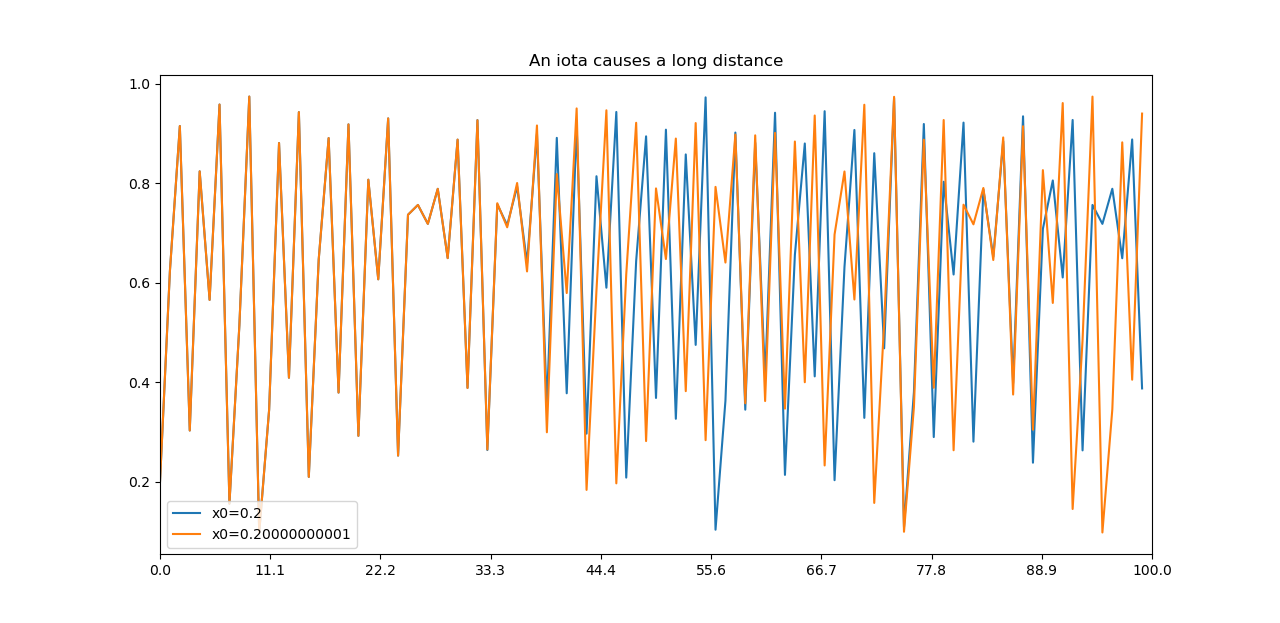 An iota causes a long distance
1.0
0.8
0.6
0.4
0.2
x0=0.2
x0=0.20000000001
0.0 11.1 22.2 33.3 44.4 55.6 66.7 77.8 88.9 100.0